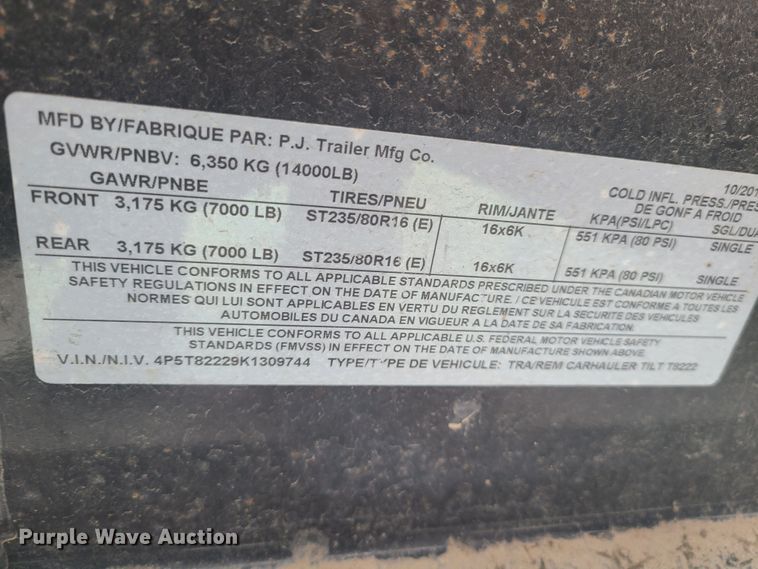 MFD BY/FABRIQUE PAR: P.J. Trailer Mfg Co.
GVWR/PNBV: 6,350 KG (14000LB) 10/201
GAWR/PNBE TIRES/PNEU RIM/JANTE COLD INFL. PRESS./PRES
DE GONF A FROID
KPA(PSI/LPC) SGL/DUA
FRONT 3,175 KG (7000 LB) ST235/80R16 (E) 16x6K 551 KPA (80 PSI) SINGLE
REAR 3,175 KG (7000 LB) ST235/80R16 (E) 16x6K 551 KPA (80 PSI) SINGLE
THIS VEHICLE CONFORMS TO ALL APPLICABLE STANDARDS PRESCRIBED UNDER THE CANADIAN MOTOR VEHICLE
SAFETY REGULATIONS IN EFFECT ON THE DATE OF MANUFACTURE. / CE VEHICULE EST CONFORME A TOUTES LES
NORMES QUI LUI SONT APPLICABLES EN VERTU DU REGLEMENT SUR LA SECURITE DES VEHICULES
AUTOMOBILES DU CANADA EN VIGUEUR A LA DATE DE SA FABRICATION.
THIS VEHICLE CONFORMS TO ALL APPLICABLE U.S. FEDERAL MOTOR VEHICLE SAFETY
STANDARDS (FMVSS) IN EFFECT ON THE DATE OF MANUFACTURE SHOWN ABOVE.
V.I.N./N.I.V. 4P5T82229K1309744 TYPE/TYPE DE VEHICULE: TRA/REM CARHAULER TILT T8222
Purple Wave Auction